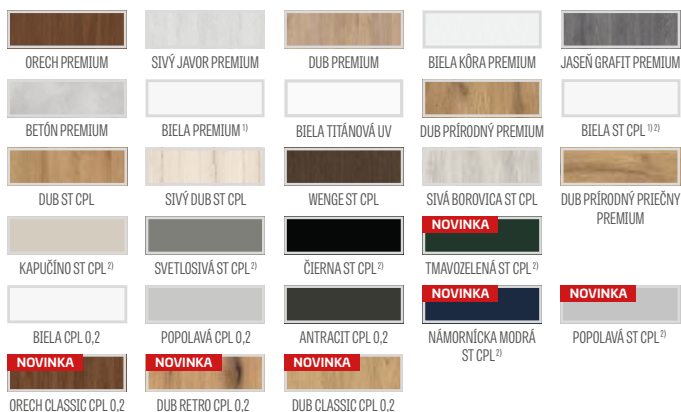 ORECH PREMIUM
SIVÝ JAVOR PREMIUM
DUB PREMIUM
BIELA KÔRA PREMIUM
JASEŇ GRAFIT PREMIUM
BETÓN PREMIUM
BIELA PREMIUM 1)
BIELA TITÁNOVÁ UV
DUB PRÍRODNÝ PREMIUM
BIELA ST CPL 1) 2)
DUB ST CPL
SIVÝ DUB ST CPL
WENGE ST CPL
SIVÁ BOROVICA ST CPL
DUB PRÍRODNÝ PRIEČNY
PREMIUM
KAPUČÍNO ST CPL 2)
SVETLOSIVÁ ST CPL 2)
ČIERNA ST CPL 2)
NOVINKA
TMAVOZELENÁ ST CPL 2)
BIELA CPL 0,2
POPOLAVÁ CPL 0,2
ANTRACIT CPL 0,2
NOVINKA
NÁMORNÍCKA MODRÁ
ST CPL 2)
NOVINKA
POPOLAVÁ ST CPL 2)
NOVINKA
ORECH CLASSIC CPL 0,2
NOVINKA
DUB RETRO CPL 0,2
NOVINKA
DUB CLASSIC CPL 0,2